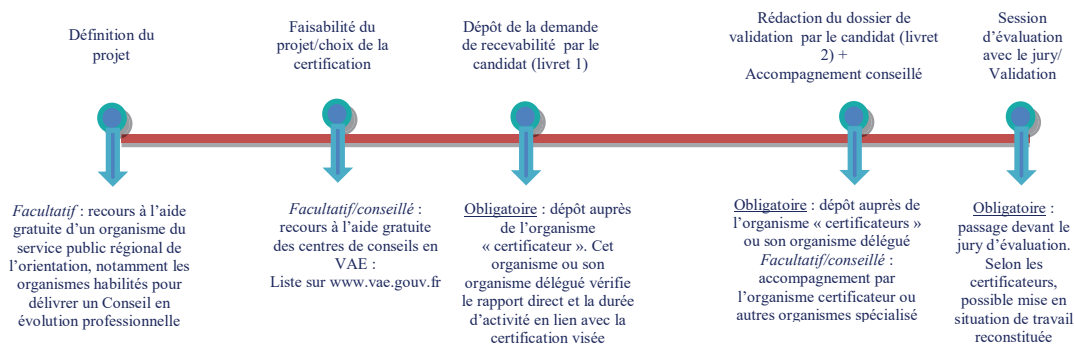 Définition du
projet
Faisabilité du
projet/choix de la
certification
Dépôt de la demande
de recevabilité par le
candidat (livret 1)
Rédaction du dossier de
validation par le candidat (livret
2) +
Accompagnement conseillé
Session
d'évaluation
avec le jury/
Validation
Facultatif : recours à l'aide
gratuite d'un organisme du
service public régional de
l'orientation, notamment les
organismes habilités pour
délivrer un Conseil en
évolution professionnelle
Facultatif/conseillé :
recours à l'aide gratuite
des centres de conseils en
VAE :
Liste sur www.vae.gouv.fr
Obligatoire : dépôt auprès
de l'organisme
« certificateur ». Cet
organisme ou son
organisme délégué vérifie
le rapport direct et la durée
d'activité en lien avec la
certification visée
Obligatoire : dépôt auprès de
l'organisme « certificateurs »
ou son organisme délégué
Facultatif/conseillé :
accompagnement par
l'organisme certificateur ou
autres organismes spécialisé
Obligatoire :
passage devant le
jury d'évaluation.
Selon les
certificateurs,
possible mise en
situation de travail
reconstituée